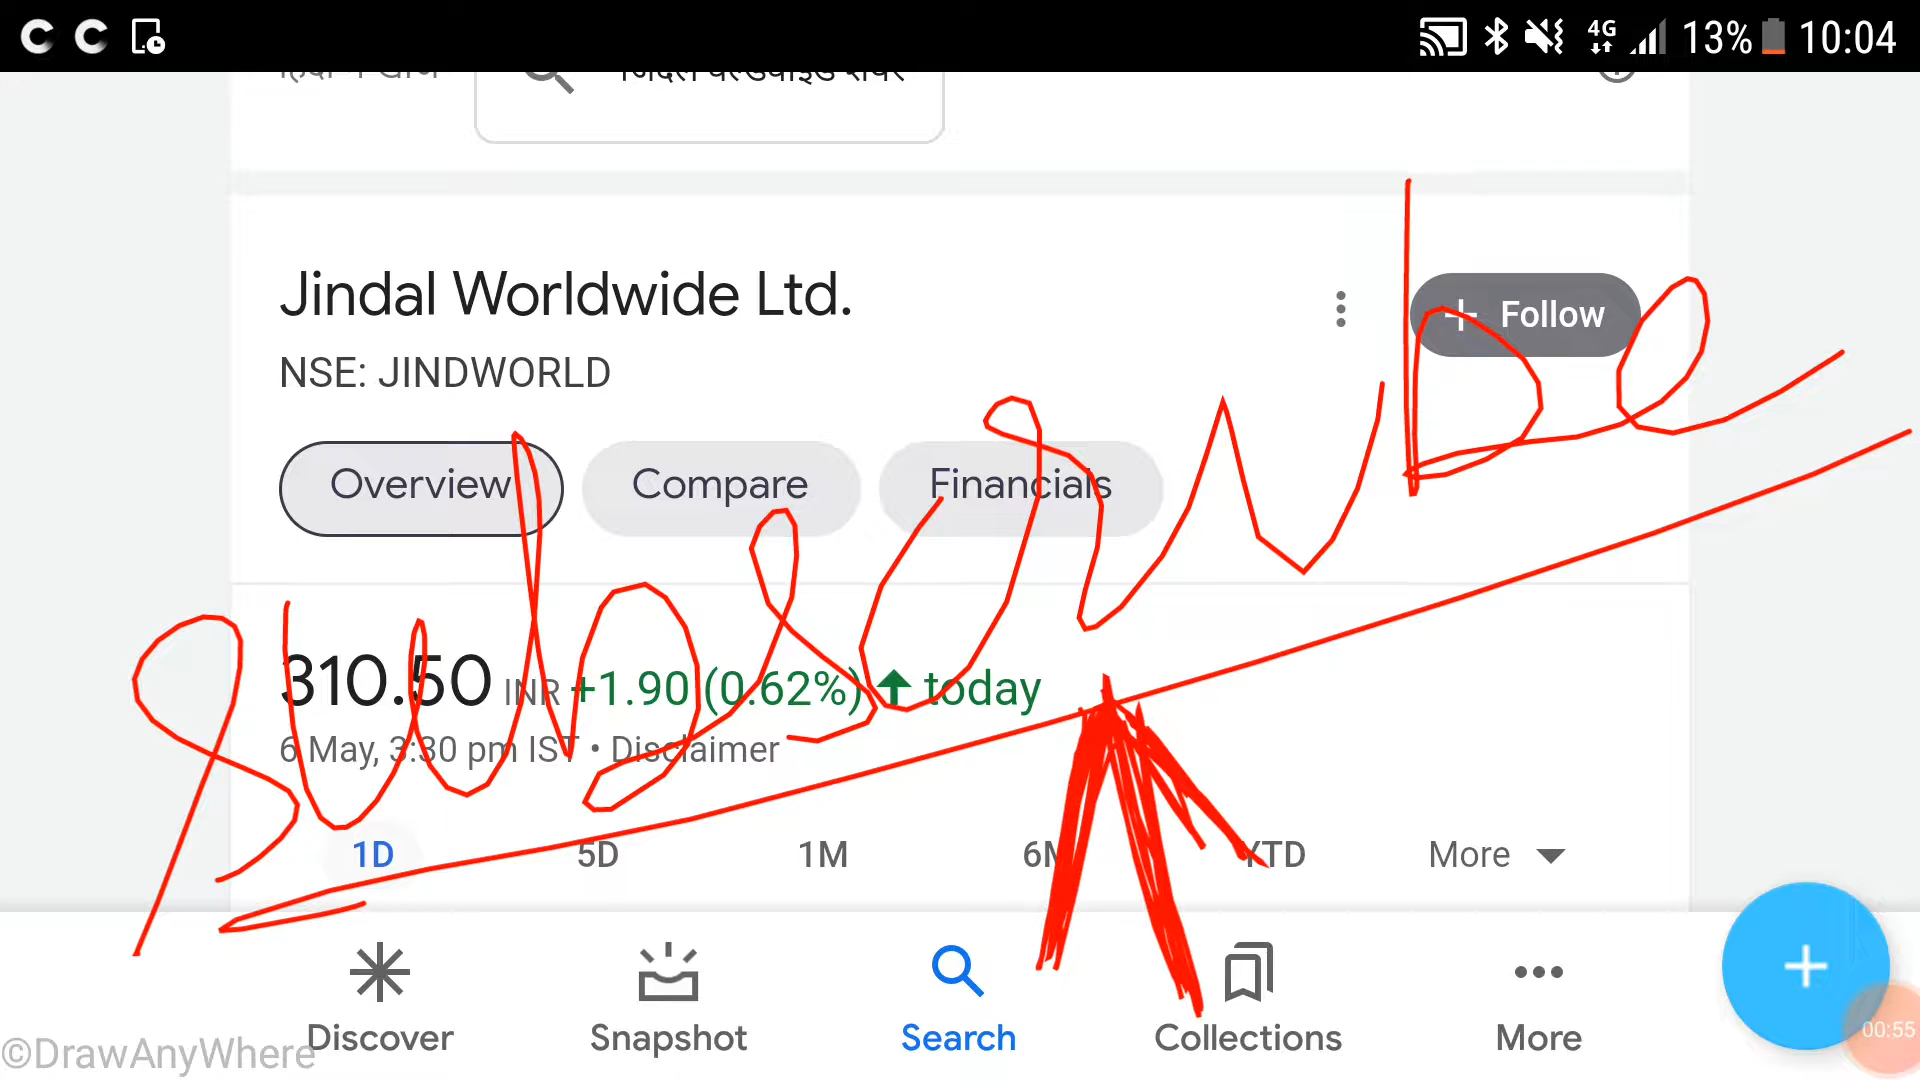 4G 13% 10:04
Jindal Worldwide Ltd.
+ Follow
NSE: JINDWORLD
Overview Compare Financials
subscribe
310.50 INR +1.90 (0.62%) today
6 May, 3:30 pm IST • Disclaimer
1D 5D 1M YTD More
Discover Snapshot Search Collections More
00:55
©DrawAnyWhere